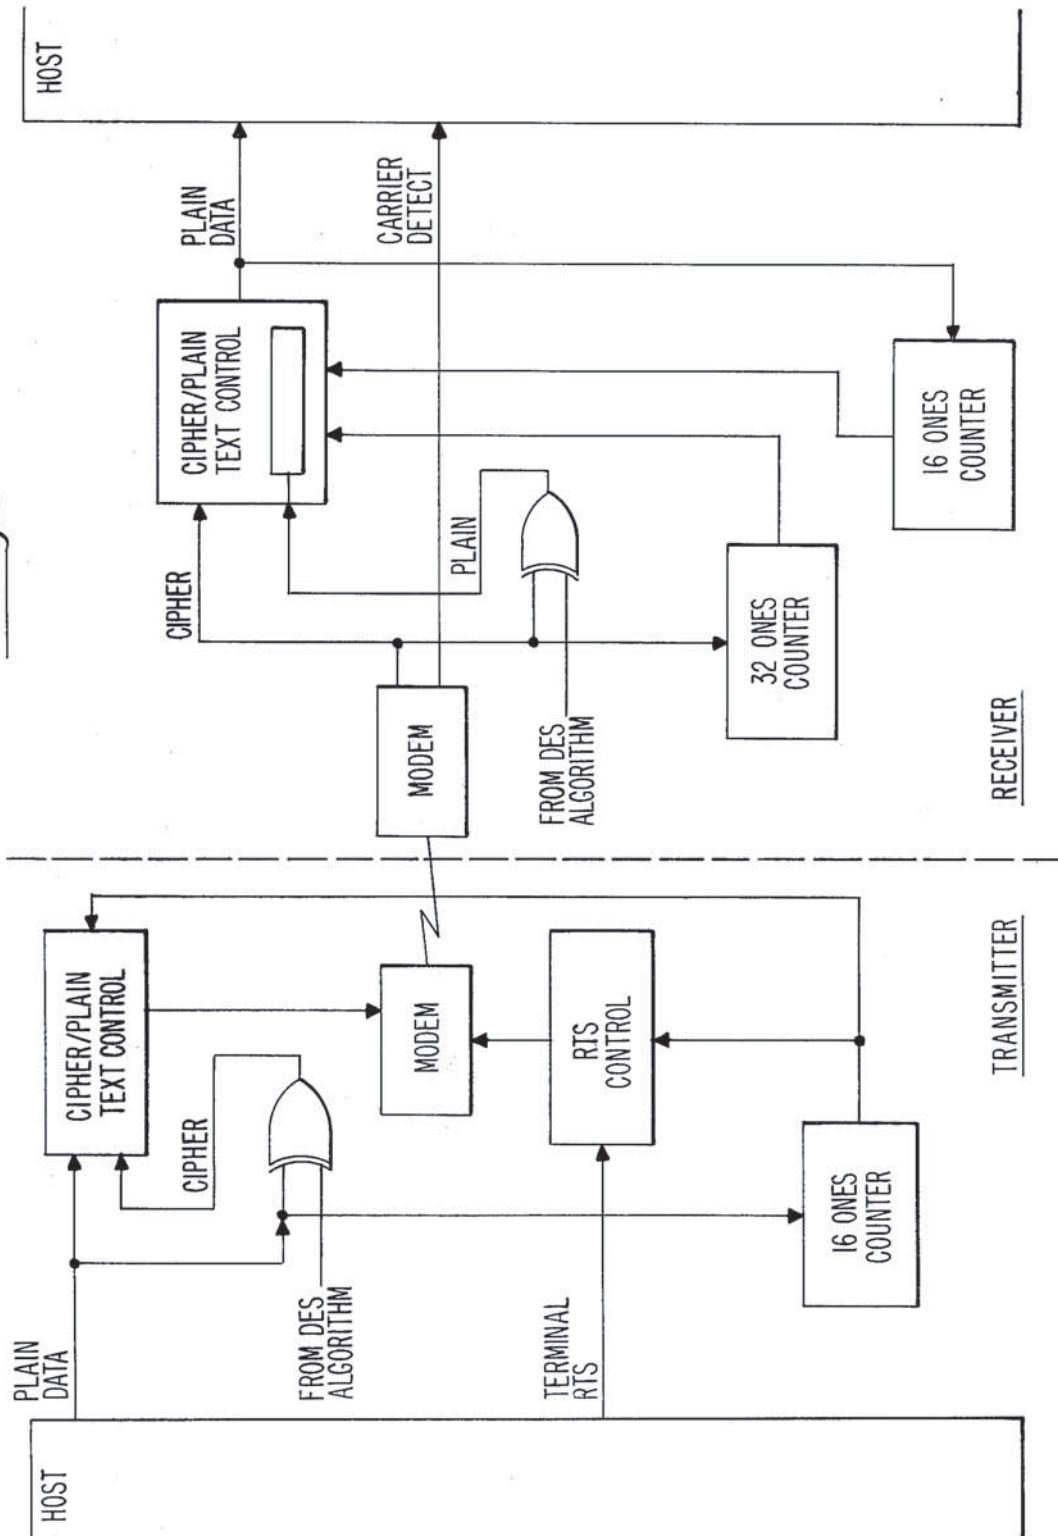 HOST
PLAIN
DATA
CIPHER/PLAIN
TEXT CONTROL
CIPHER
FROM DES
ALGORITHM
MODEM
TERMINAL
RTS
RTS
CONTROL
16 ONES
COUNTER
TRANSMITTER
MODEM
CIPHER
CIPHER/PLAIN
TEXT CONTROL
PLAIN
DATA
CARRIER
DETECT
PLAIN
FROM DES
ALGORITHM
32 ONES
COUNTER
16 ONES
COUNTER
RECEIVER
HOST